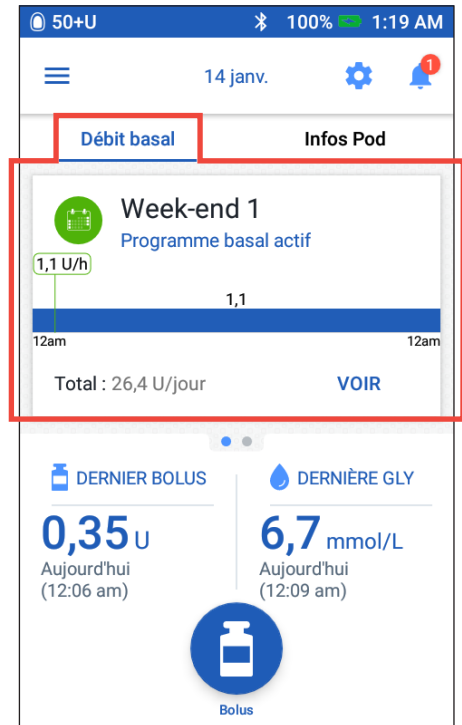 50+U 100% 1:19 AM
14 janv. 1
Débit basal Infos Pod
Week-end 1
Programme basal actif
1,1 U/h
1,1
12am 12am
Total : 26,4 U/jour VOIR
DERNIER BOLUS DERNIÈRE GLY
0,35 U 6,7 mmol/L
Aujourd'hui Aujourd'hui
(12:06 am) (12:09 am)
Bolus